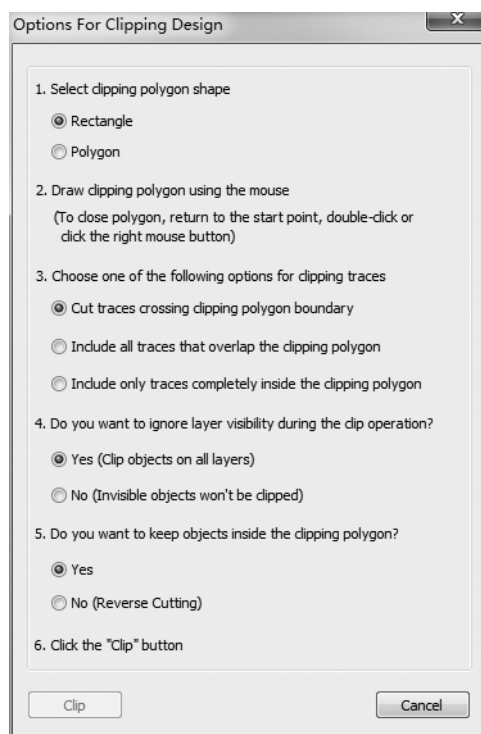 Options For Clipping Design
X
1. Select clipping polygon shape
Rectangle
Polygon
2. Draw clipping polygon using the mouse
(To close polygon, return to the start point, double-click or
click the right mouse button)
3. Choose one of the following options for clipping traces
Cut traces crossing clipping polygon boundary
Include all traces that overlap the clipping polygon
Include only traces completely inside the clipping polygon
4. Do you want to ignore layer visibility during the clip operation?
Yes (Clip objects on all layers)
No (Invisible objects won't be clipped)
5. Do you want to keep objects inside the clipping polygon?
Yes
No (Reverse Cutting)
6. Click the "Clip" button
Clip
Cancel